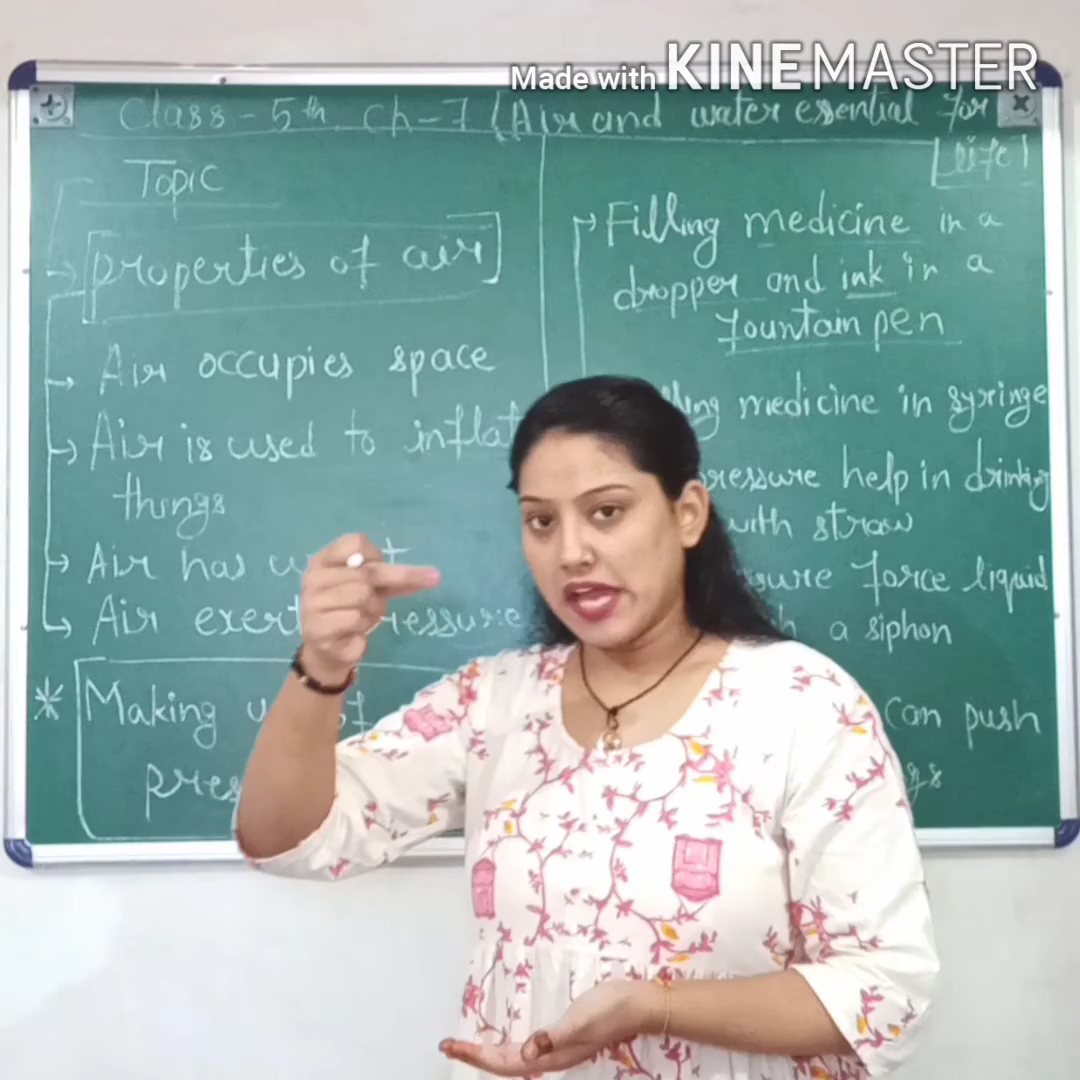 Made with KINEMASTER
Class - 5th Ch-7 (Air and water essential for
life)
Topic
properties of air
Air occupies space
Air is used to inflat
things
Air has
Air exert pressure
Making
pres
Filling medicine in a
dropper and ink in a
fountain pen
medicine in syringe
pressure help in drinking
with straw
force liquid
a siphon
Can push